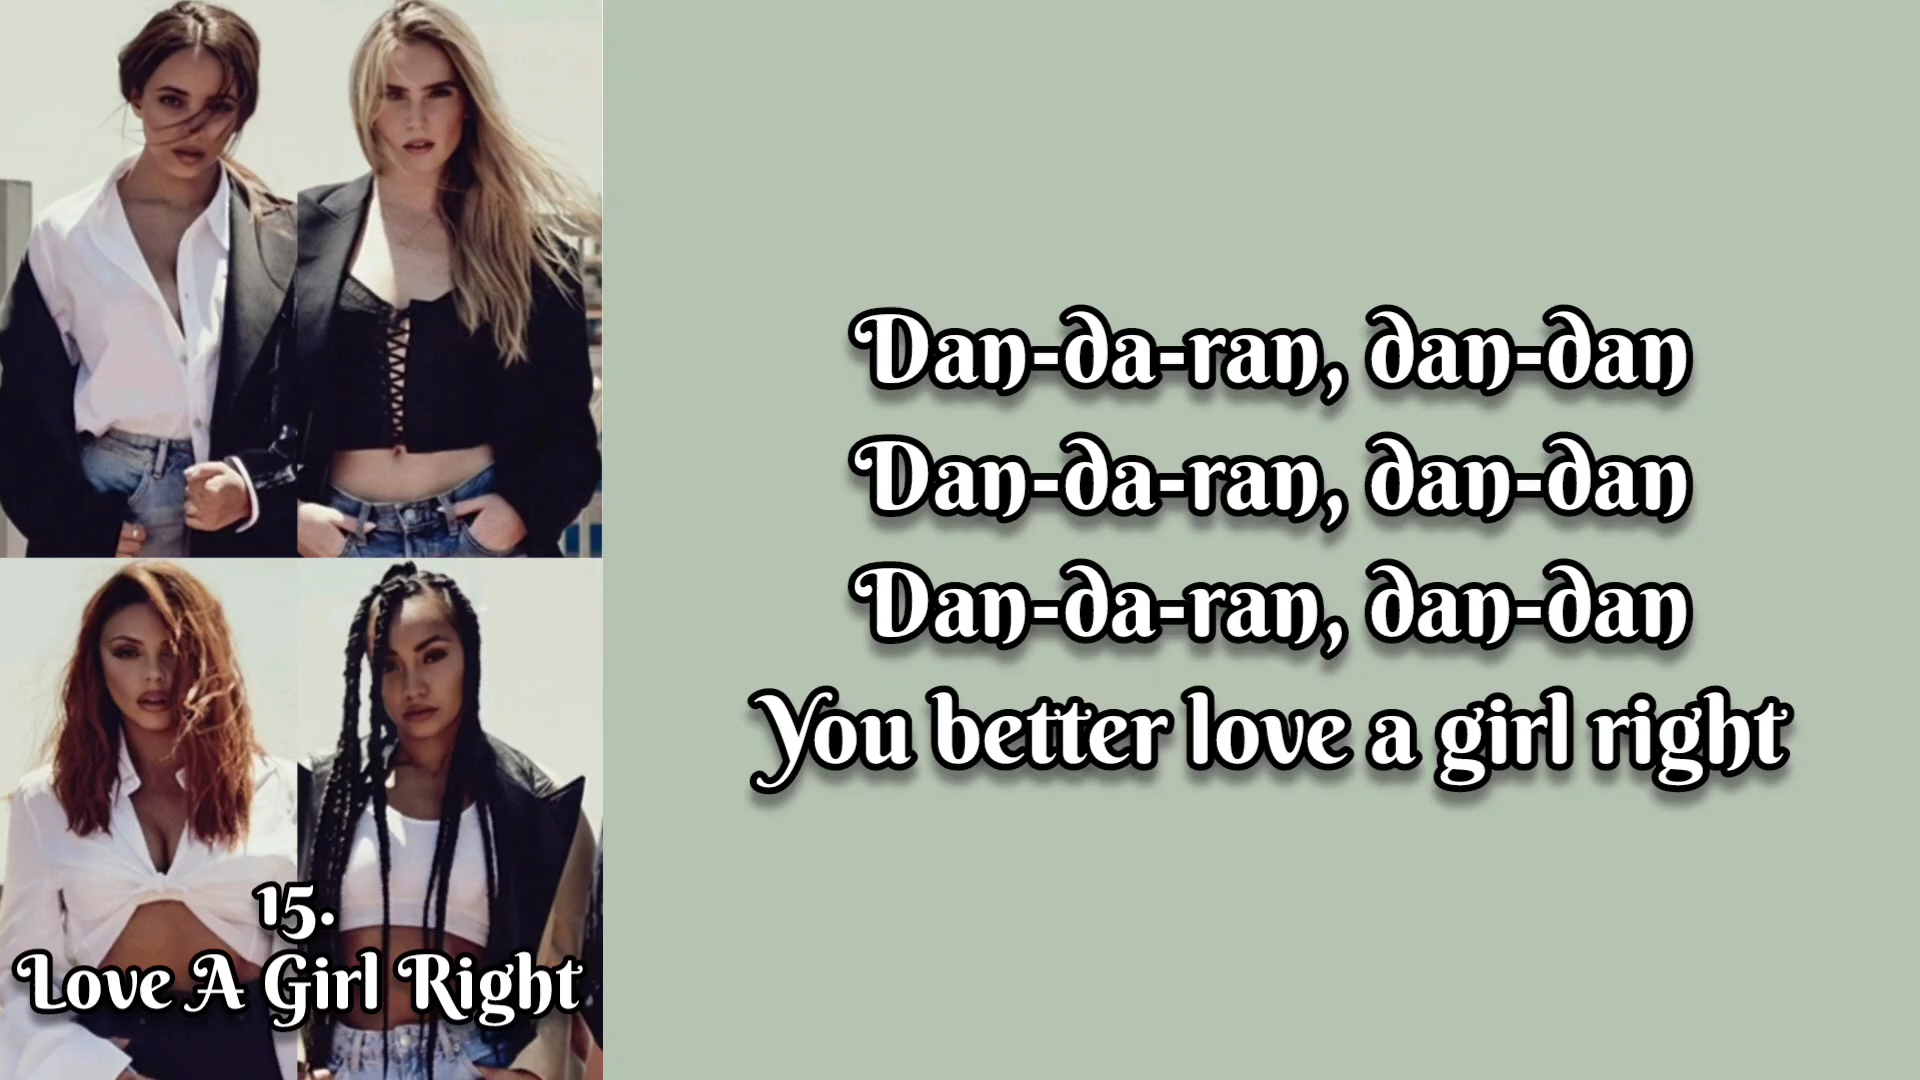 Dan-da-ran, dan-dan
Dan-da-ran, dan-dan
Dan-da-ran, dan-dan
You better love a girl right
15.
Love A Girl Right